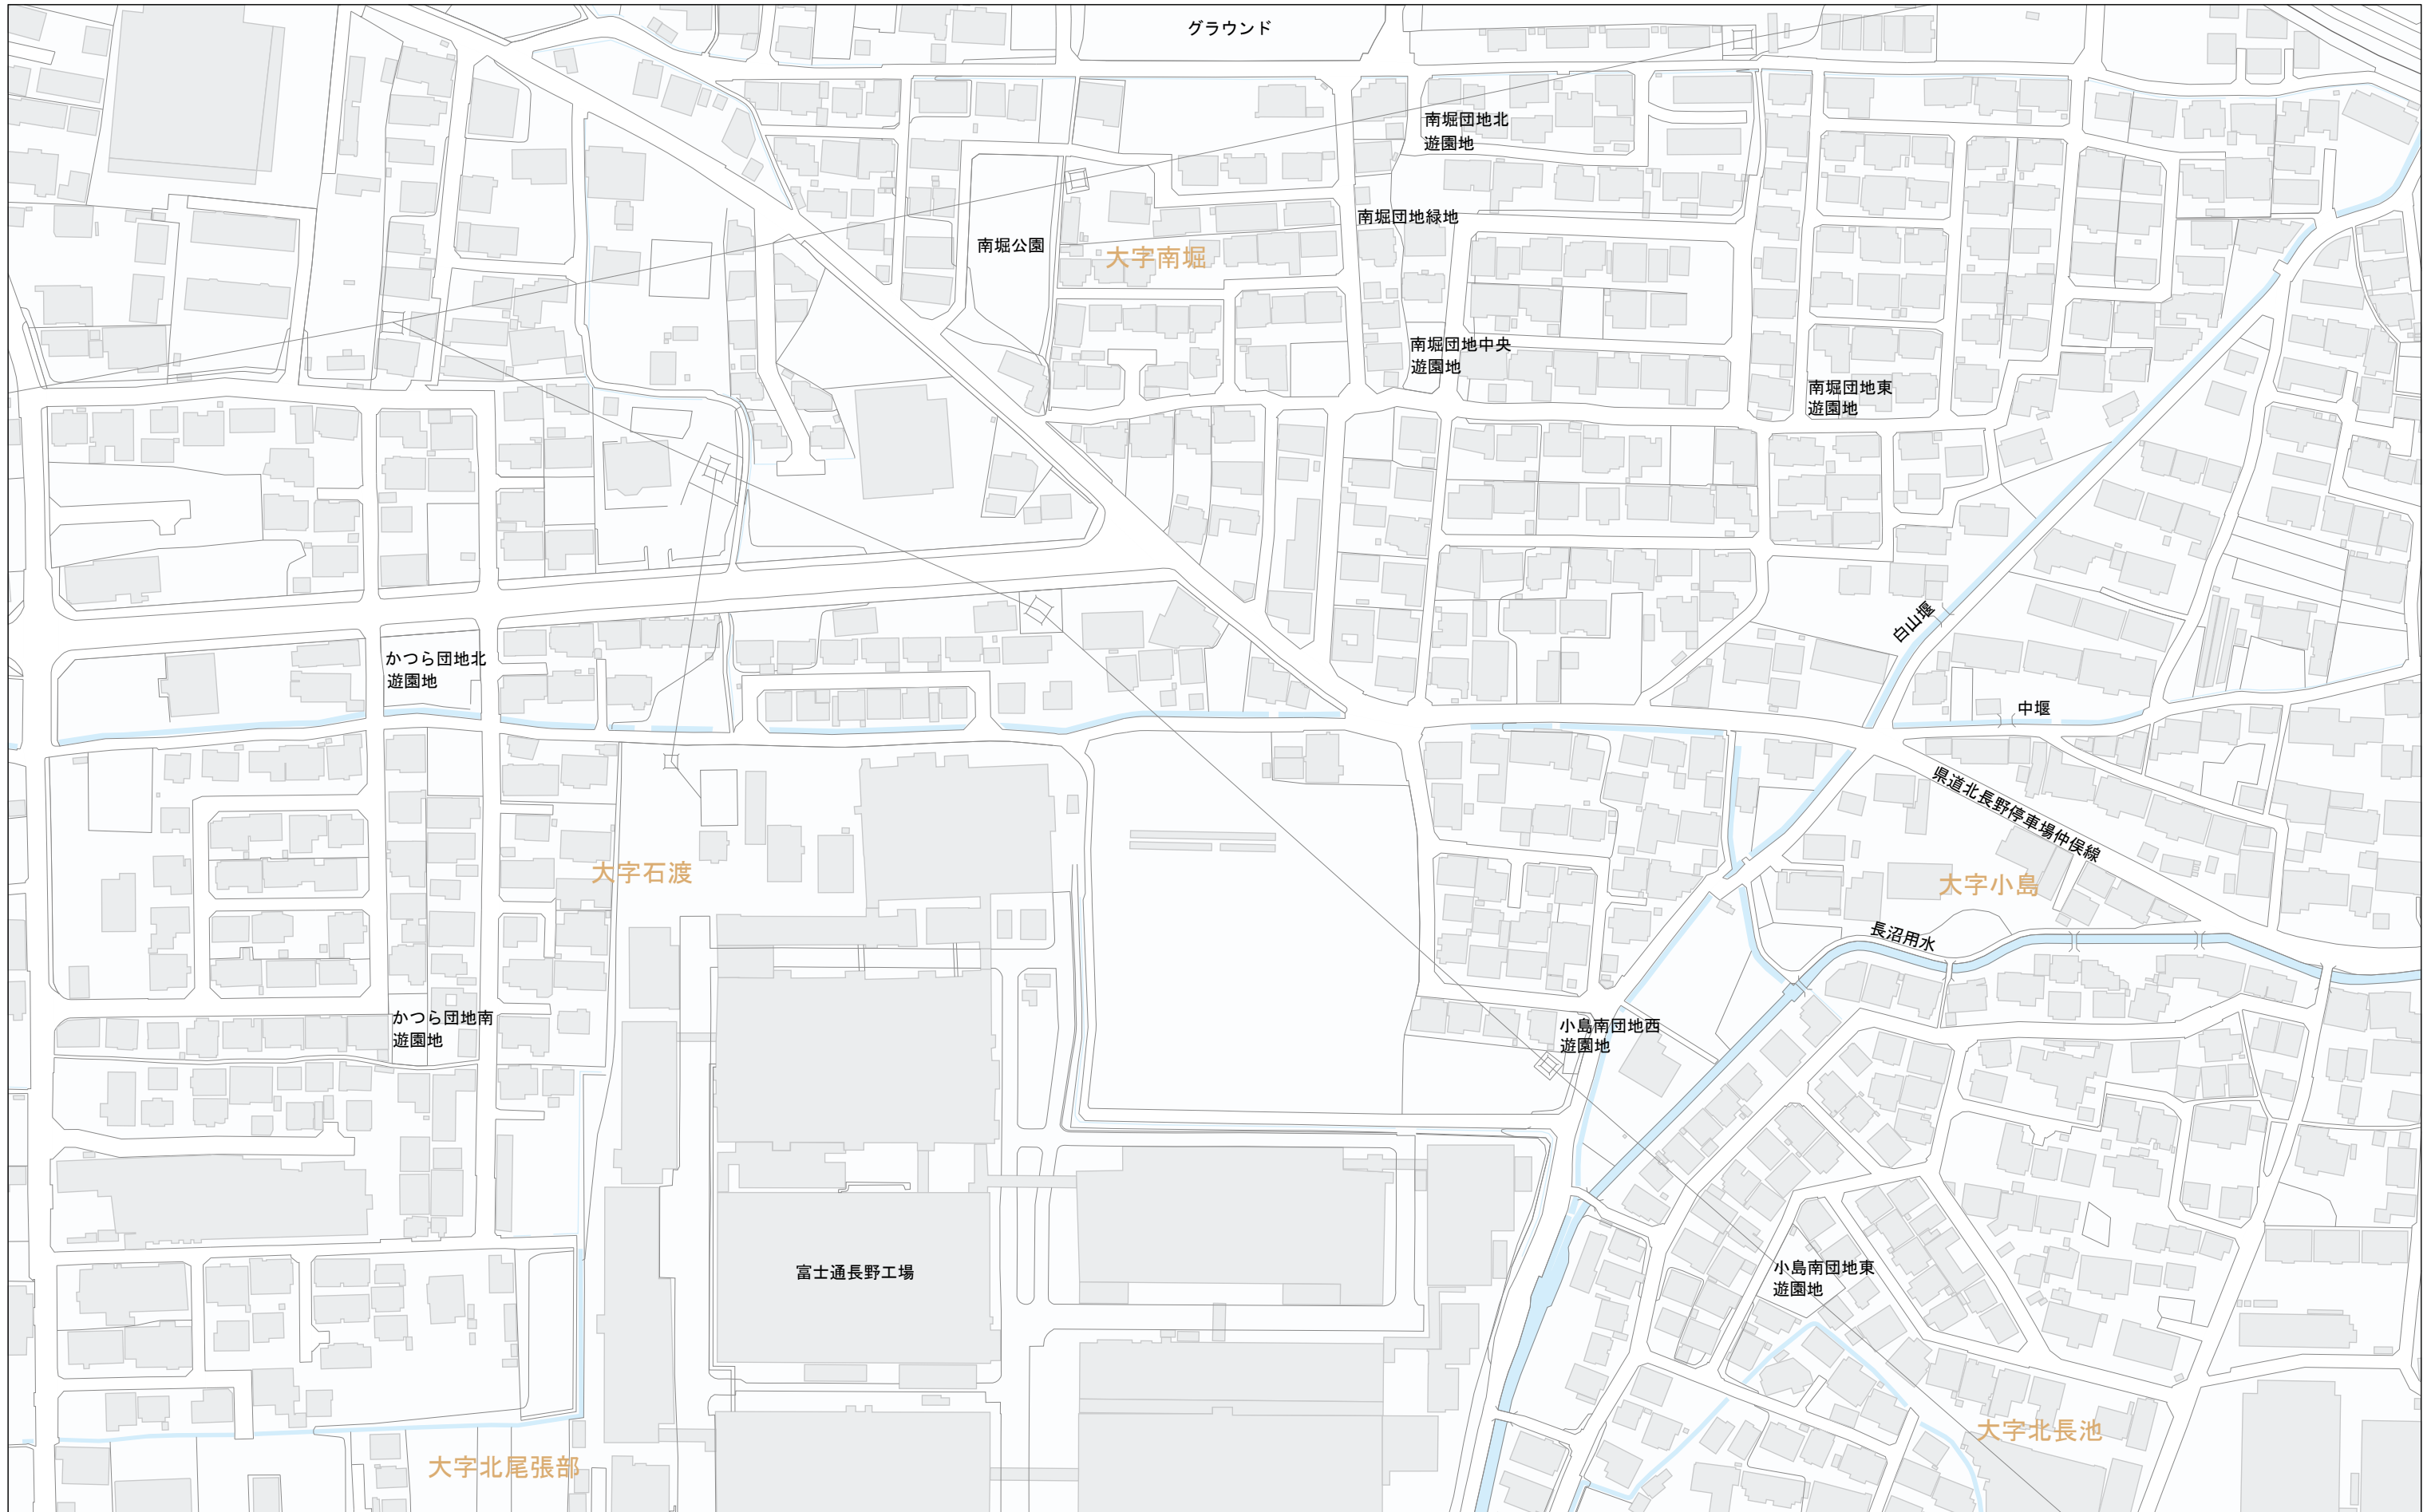 グラウンド
南堀団地北
遊園地
南堀団地緑地
南堀公園
大字南堀
南堀団地中央
遊園地
南堀団地東
遊園地
白山堰
かつら団地北
遊園地
中堰
県道北長野停車場仲俣線
大字石渡
大字小島
長沼用水
かつら団地南
遊園地
小島南団地西
遊園地
富士通長野工場
小島南団地東
遊園地
大字北長池
大字北尾張部